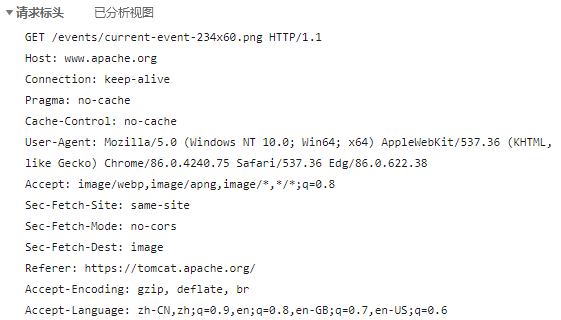 请求标头 已分析视图
GET /events/current-event-234x60.png HTTP/1.1
Host: www.apache.org
Connection: keep-alive
Pragma: no-cache
Cache-Control: no-cache
User-Agent: Mozilla/5.0 (Windows NT 10.0; Win64; x64) AppleWebKit/537.36 (KHTML,
like Gecko) Chrome/86.0.4240.75 Safari/537.36 Edg/86.0.622.38
Accept: image/webp,image/apng,image/*,*/*;q=0.8
Sec-Fetch-Site: same-site
Sec-Fetch-Mode: no-cors
Sec-Fetch-Dest: image
Referer: https://tomcat.apache.org/
Accept-Encoding: gzip, deflate, br
Accept-Language: zh-CN,zh;q=0.9,en;q=0.8,en-GB;q=0.7,en-US;q=0.6